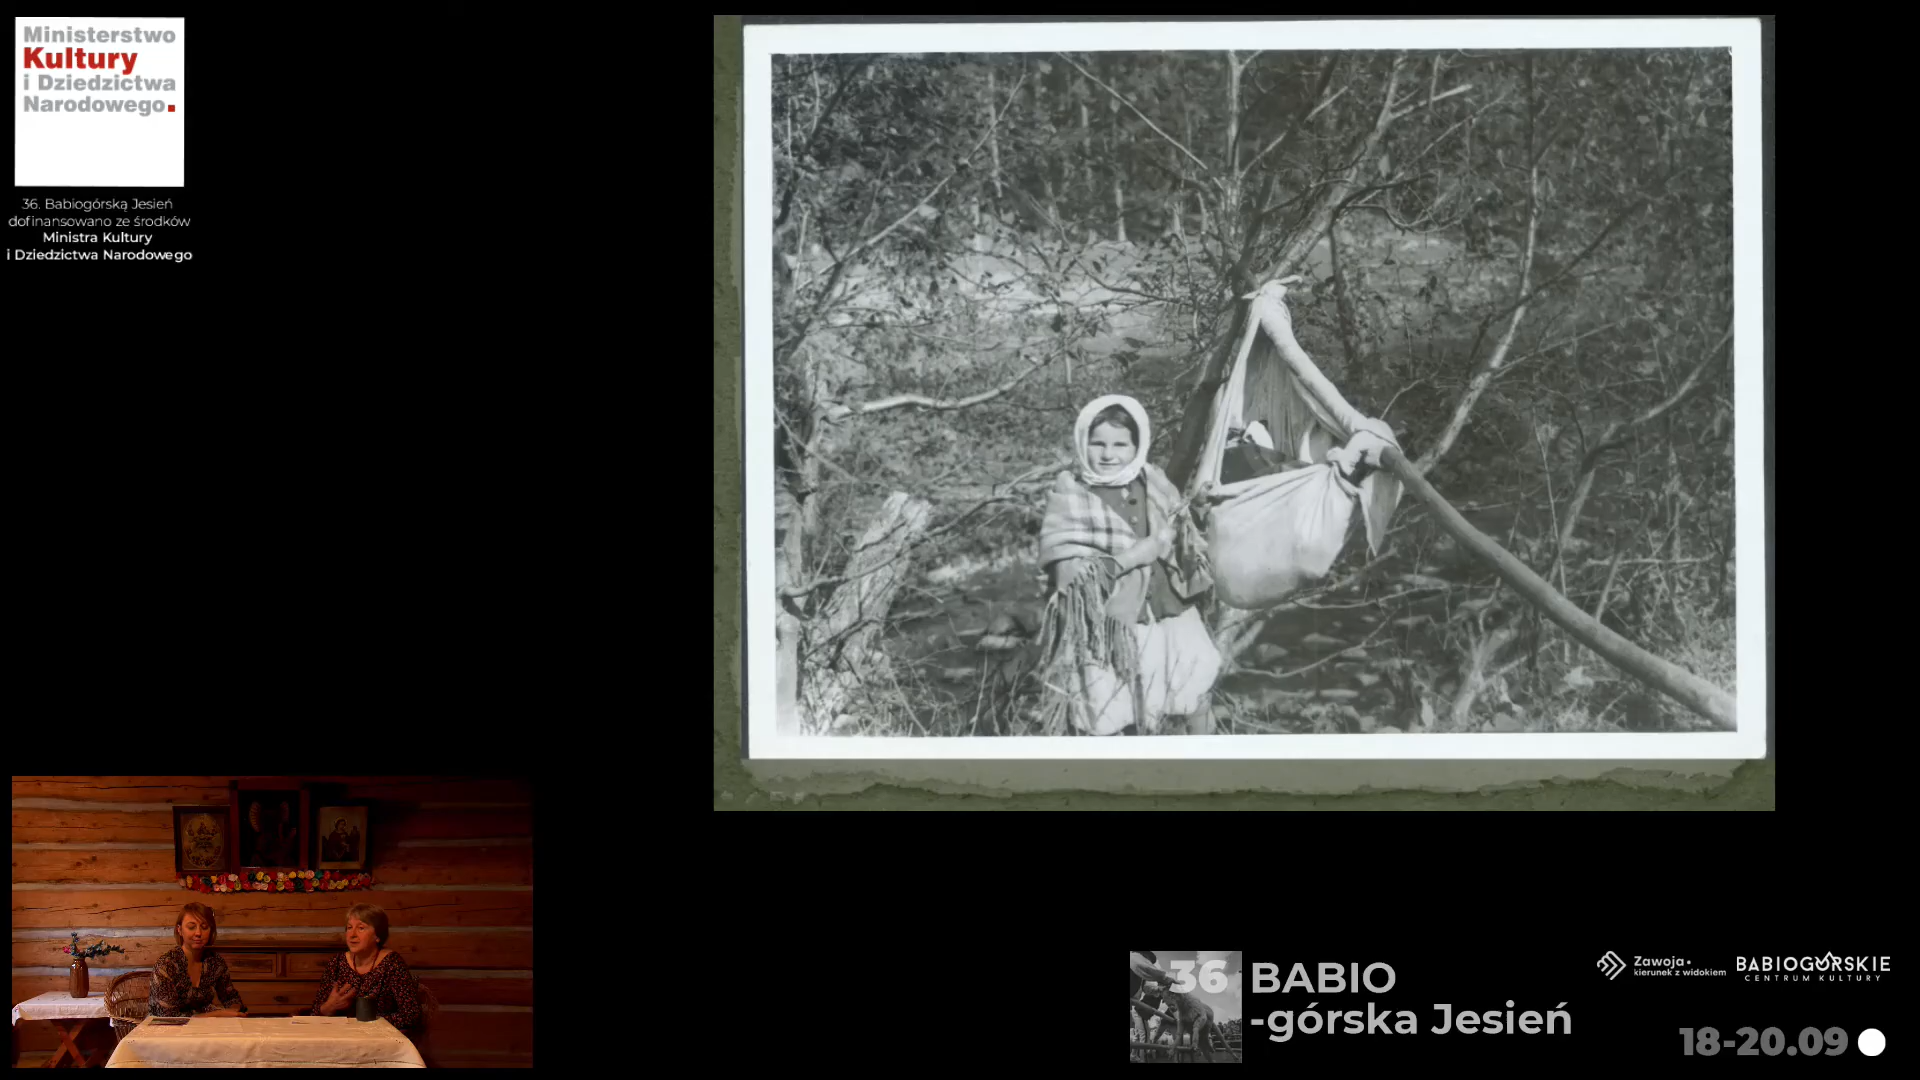 Ministerstwo
Kultury
i Dziedzictwa
Narodowego.
36. Babiogórską Jesień
dofinansowano ze środków
Ministra Kultury
i Dziedzictwa Narodowego
36 BABIO
-górska Jesień
Zawoja
kierunek z widokiem
BABIOGÓRSKIE
CENTRUM KULTURY
18-20.09